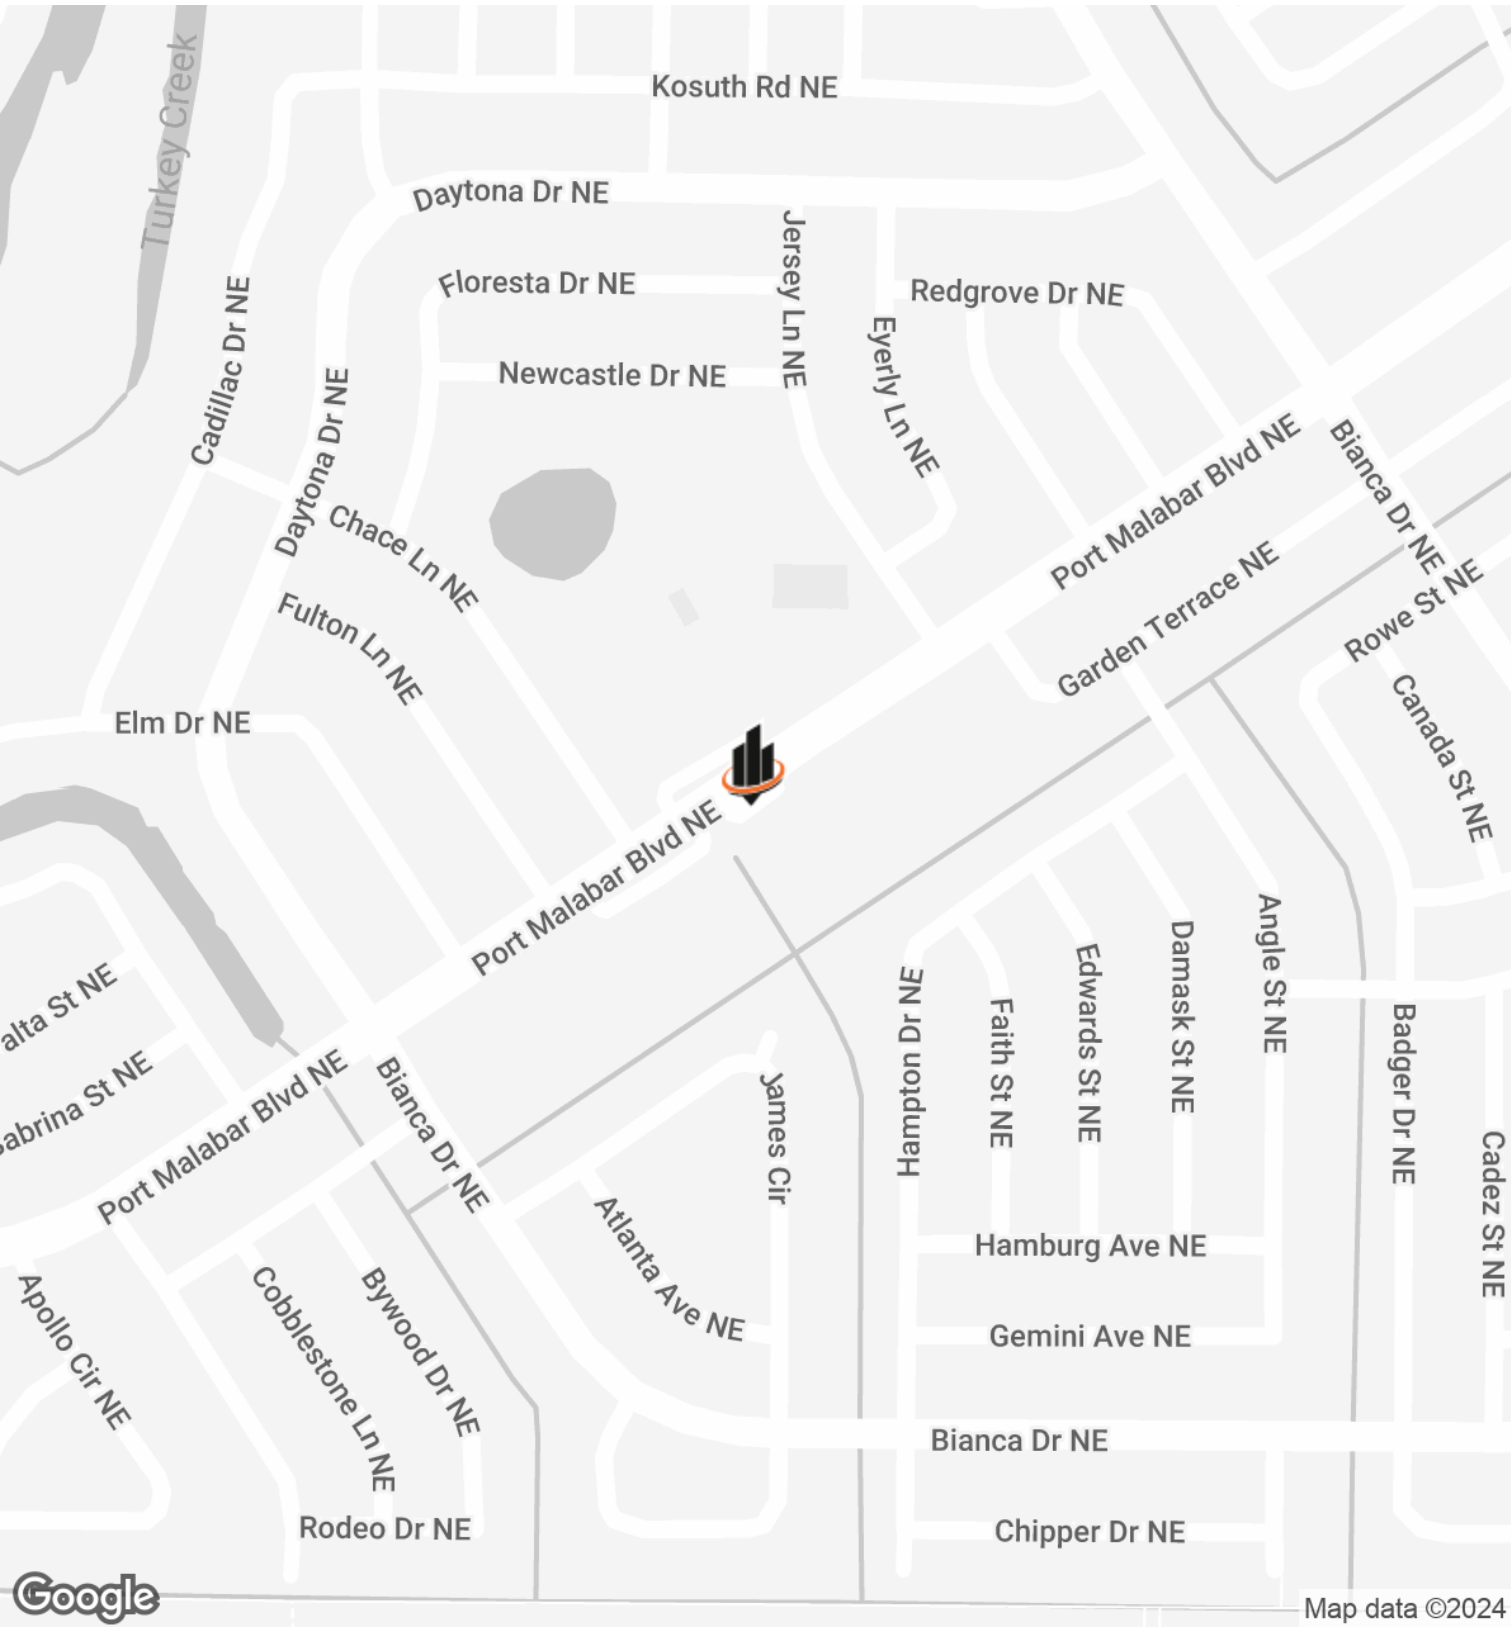 Turkey Creek
Kosuth Rd NE
Daytona Dr NE
Jersey Ln NE
Floresta Dr NE
Redgrove Dr NE
Cadillac Dr NE
Eyerly Ln NE
Newcastle Dr NE
Daytona Dr NE
Port Malabar Blvd NE
Bianca Dr NE
Chace Ln NE
Garden Terrace NE
Rowe St NE
Fulton Ln NE
Canada St NE
Elm Dr NE
Port Malabar Blvd NE
Angle St NE
Damask St NE
Edwards St NE
Hampton Dr NE
Faith St NE
alta St NE
Badger Dr NE
abrina St NE
Port Malabar Blvd NE
Bianca Dr NE
James Cir
Cadez St NE
Atlanta Ave NE
Hamburg Ave NE
Apollo Cir NE
Cobblestone Ln NE
Bywood Dr NE
Gemini Ave NE
Bianca Dr NE
Rodeo Dr NE
Chipper Dr NE
Google
Map data ©2024